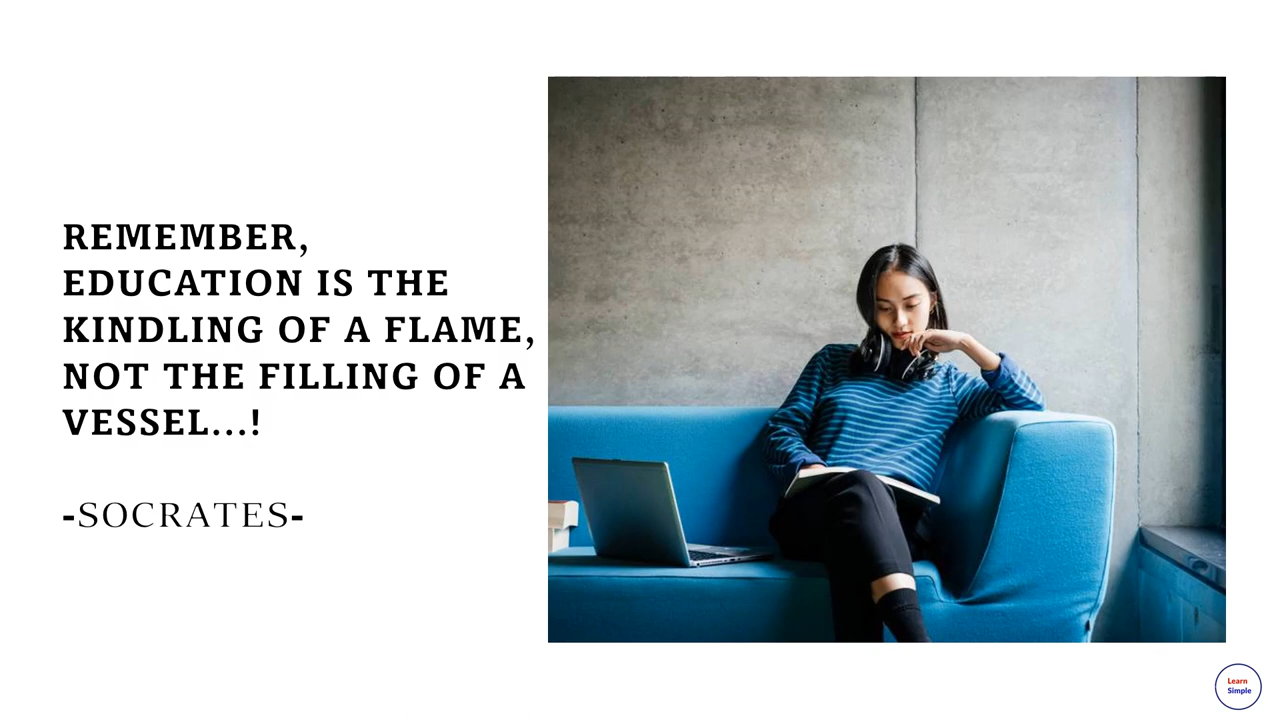 REMEMBER,
EDUCATION IS THE
KINDLING OF A FLAME,
NOT THE FILLING OF A
VESSEL...!
-SOCRATES-
Learn
Simple